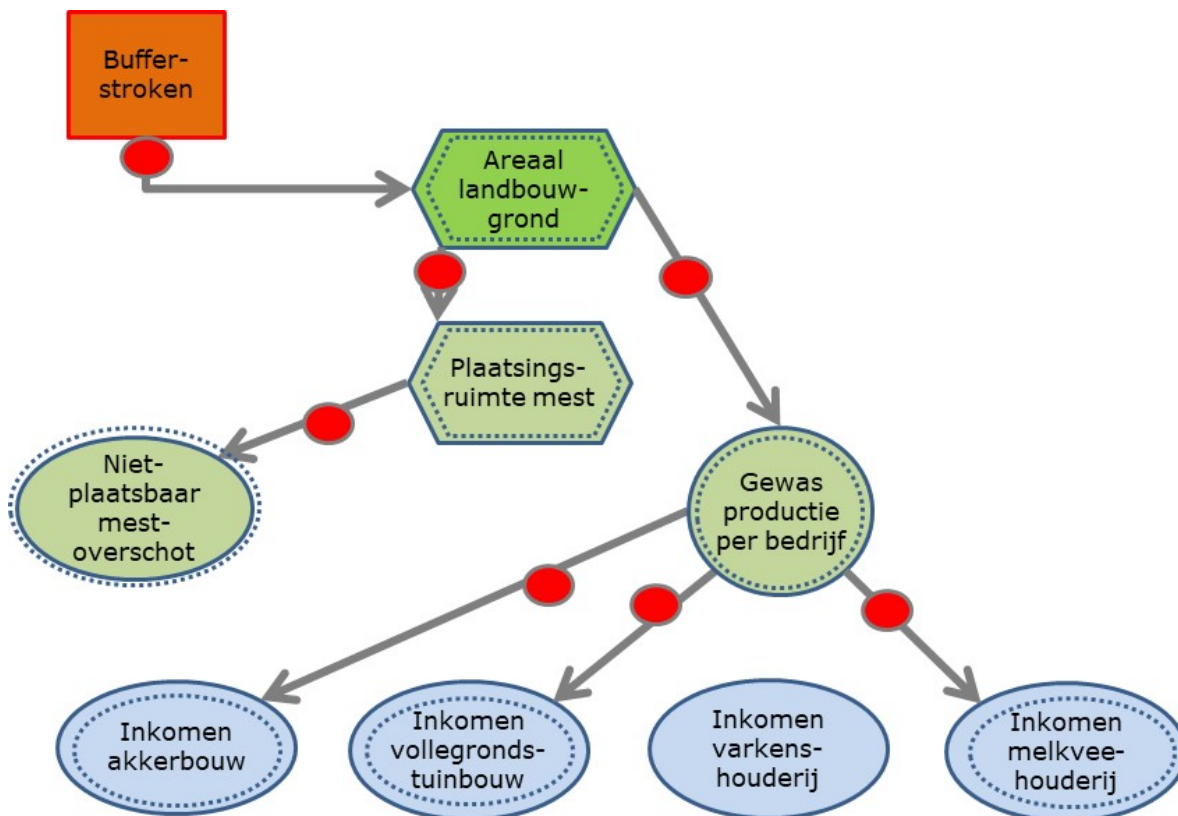 Buffer-
stroken
Areaal
landbouw-
grond
Plaatsings-
ruimte mest
Niet-
plaatsbaar
mest-
overschot
Gewas
productie
per bedrijf
Inkomen
akkerbouw
Inkomen
vollegronds-
tuinbouw
Inkomen
varkens-
houderij
Inkomen
melkvee-
houderij